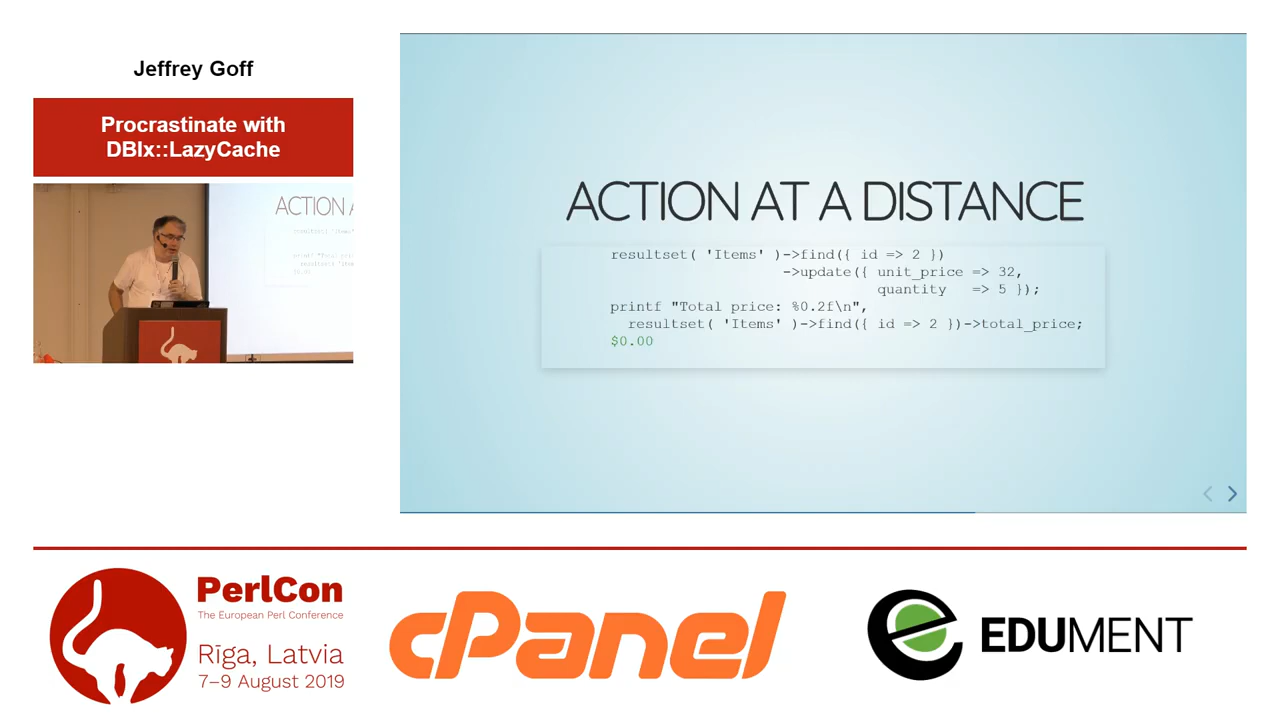 Jeffrey Goff
Procrastinate with
DBIx::LazyCache
ACTION A
ACTION AT A DISTANCE
resultset( 'Items' )->find({ id => 2 })
->update({ unit_price => 32,
quantity => 5 });
printf "Total price: %0.2f\n",
resultset( 'Items' )->find({ id => 2 })->total_price;
$0.00
PerlCon
The European Perl Conference
Rīga, Latvia
7–9 August 2019
cPanel
EDUMENT